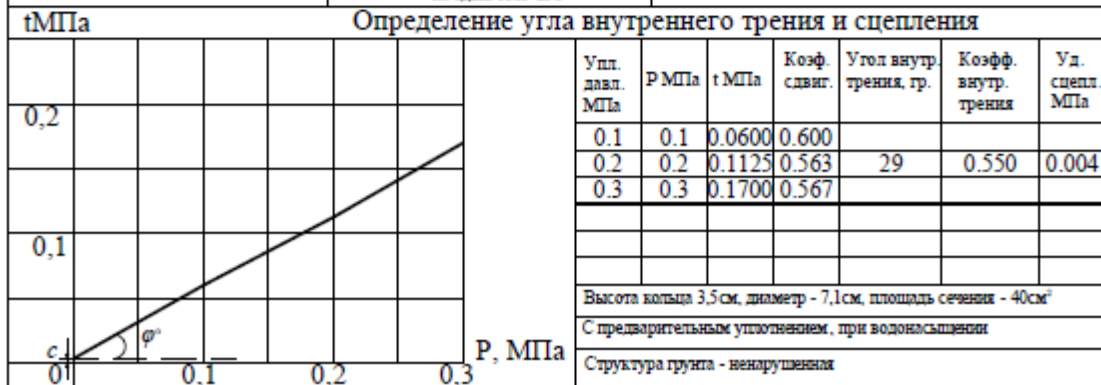 tМПа
Определение угла внутреннего трения и сцепления
Упл. давл. МПа
P МПа
t МПа
Коэф. сдвиг.
Угол внутр. трения, гр.
Коэфф. внутр. трения
Уд. сцепл. МПа
0.1 0.1 0.0600 0.600
0.2 0.2 0.1125 0.563 29 0.550 0.004
0.3 0.3 0.1700 0.567
Высота кольца 3,5см, диаметр - 7,1см, площадь сечения - 40см²
С предварительным уплотнением, при водонасыщении
Структура грунта - ненарушенная
0,2
0,1
φ°
c
P, МПа
0 0,1 0,2 0,3